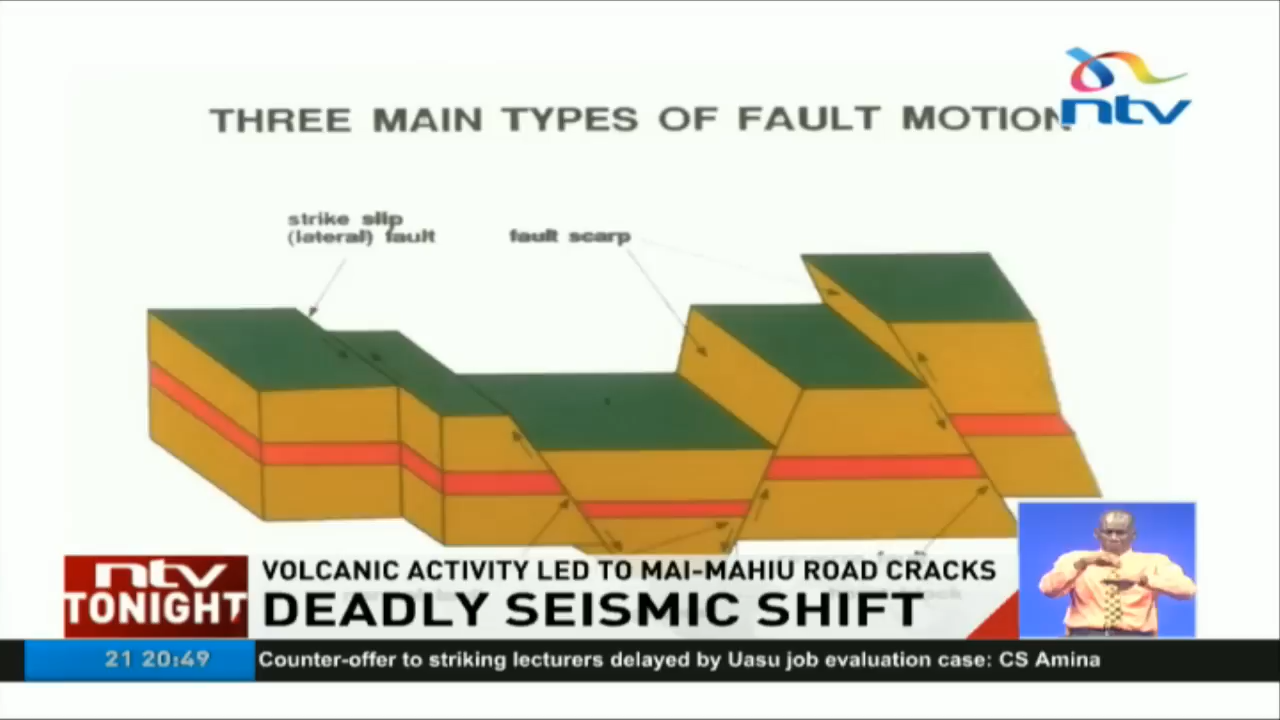 ntv
THREE MAIN TYPES OF FAULT MOTION
strike slip
(lateral) fault
fault scarp
ntv
TONIGHT
VOLCANIC ACTIVITY LED TO MAI-MAHIU ROAD CRACKS
DEADLY SEISMIC SHIFT
21 20:49
Counter-offer to striking lecturers delayed by Uasu job evaluation case: CS Amina